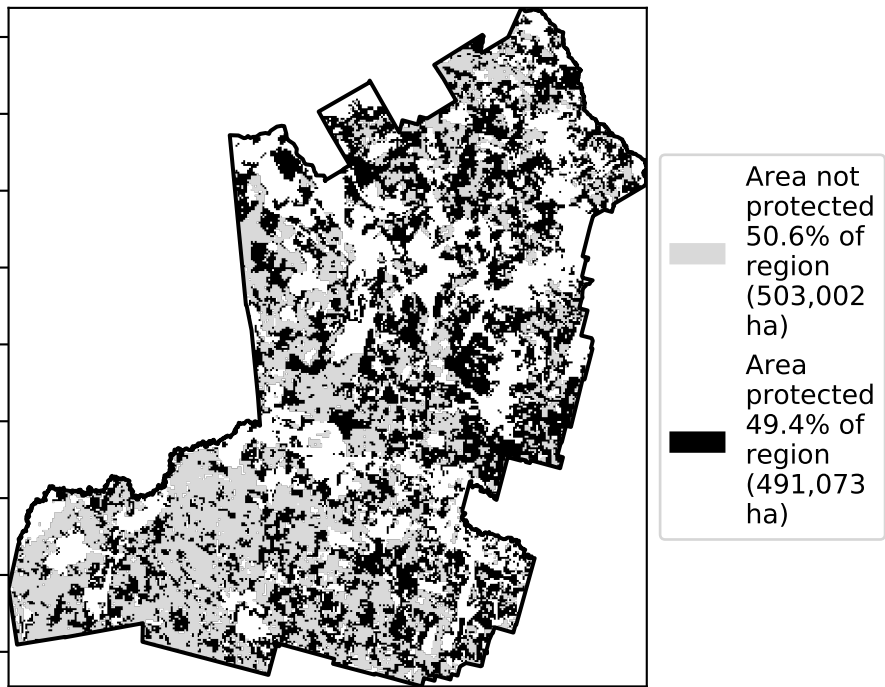 Area not
protected
50.6% of
region
(503,002
ha)
Area
protected
49.4% of
region
(491,073
ha)